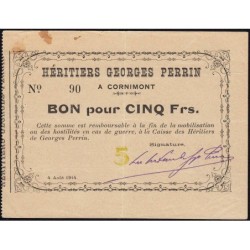 HÉRITIERS GEORGES PERRIN
A CORNIMONT
No 90
BON pour CINQ Frs.
Cette somme est remboursable à la fin de la mobilisation
ou des hostilités en cas de guerre, à la Caisse des Héritiers
de Georges Perrin.
Signature.
5
6 Août 1914